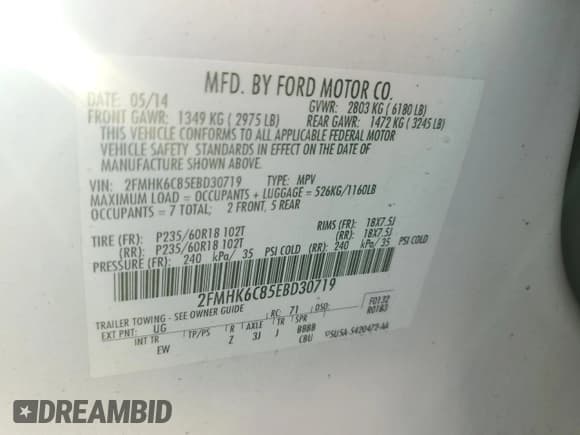 MFD. BY FORD MOTOR CO.
DATE: 05/14 GVWR: 2803 KG ( 6180 LB)
FRONT GAWR: 1349 KG ( 2975 LB) REAR GAWR: 1472 KG ( 3245 LB)
THIS VEHICLE CONFORMS TO ALL APPLICABLE FEDERAL MOTOR
VEHICLE SAFETY STANDARDS IN EFFECT ON THE DATE OF
MANUFACTURE SHOWN ABOVE.
VIN: 2FMHK6C85EBD30719 TYPE: MPV
MAXIMUM LOAD = OCCUPANTS + LUGGAGE = 526KG/1160LB
OCCUPANTS = 7 TOTAL; 2 FRONT, 5 REAR
TIRE (FR): P235/60R18 102T RIMS (FR): 18X7.5J
(RR): P235/60R18 102T (RR): 18X7.5J
PRESSURE (FR): 240 kPa/ 35 PSI COLD (RR): 240 kPa/ 35 PSI COLD
2FMHK6C85EBD30719
TRAILER TOWING - SEE OWNER GUIDE
EXT PNT: UG RC: 71 DSO: F0132
R0183
INT TR TP/PS R AXLE TR SPR
EW Z 3J J BBBB
CBU
DREAMBID